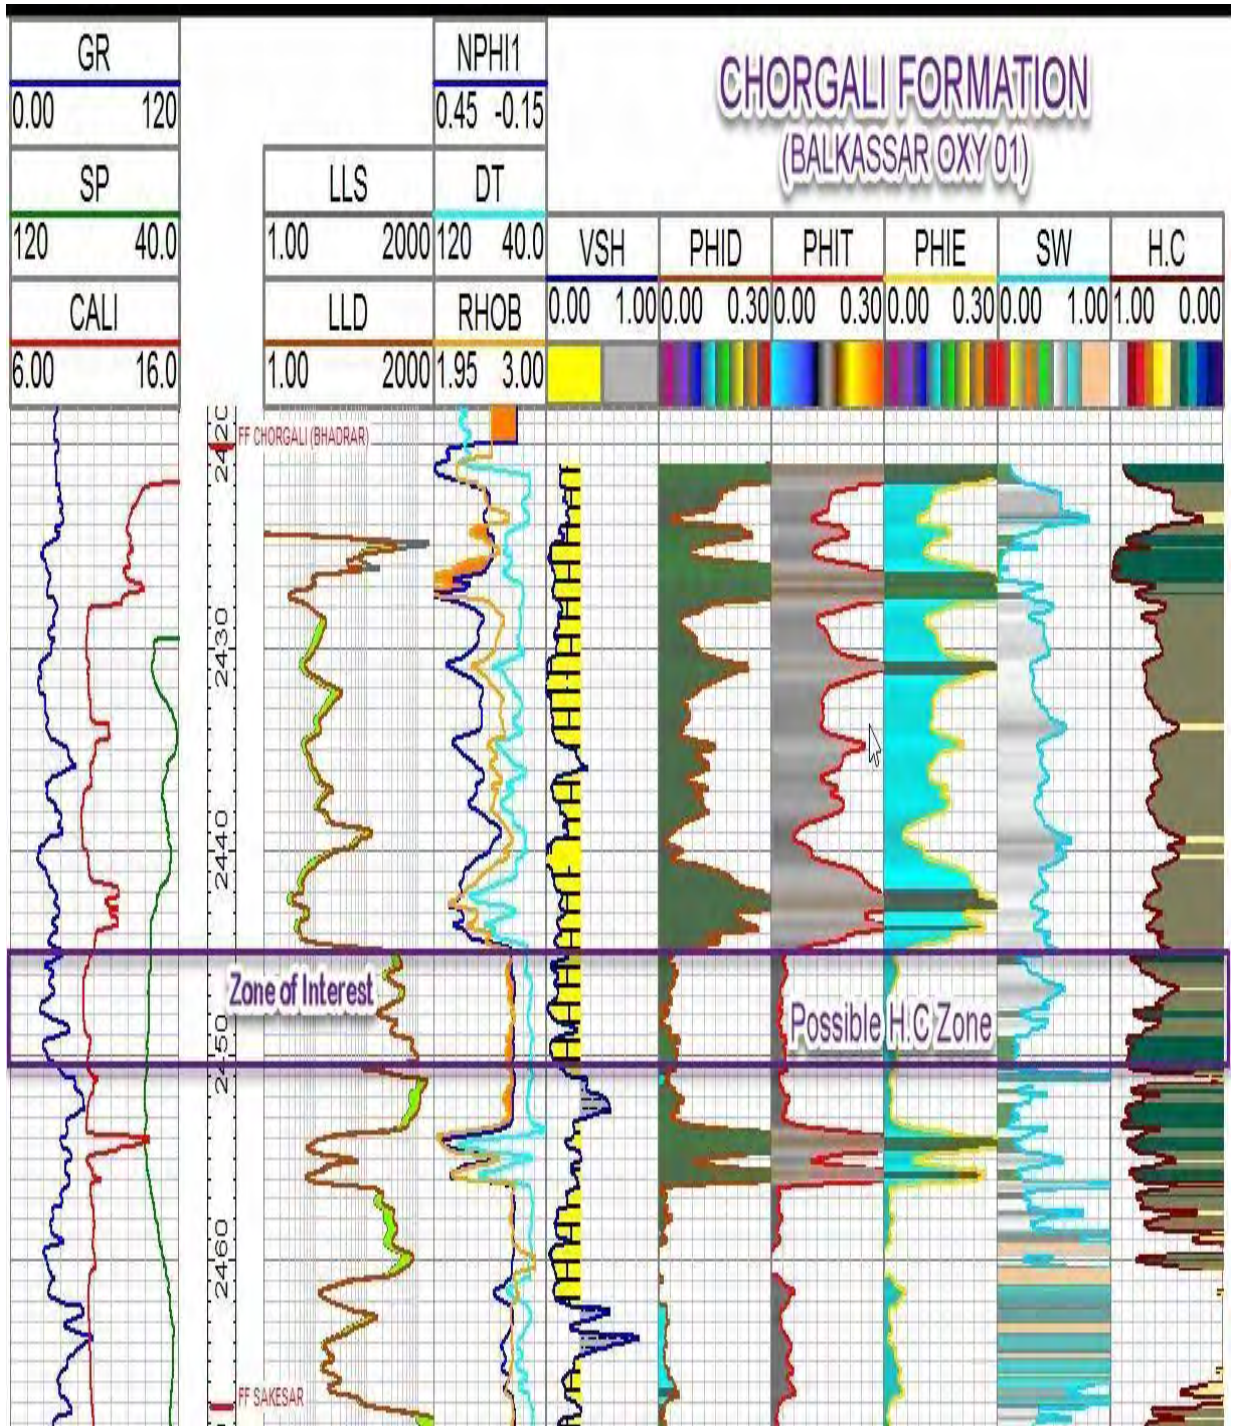 GR
0.00 120
SP
120 40.0
CALI
6.00 16.0
LLS
1.00 2000
LLD
1.00 2000
NPHI1
0.45 -0.15
DT
120 40.0
RHOB
1.95 3.00
CHORGALI FORMATION
(BALKASSAR OXY 01)
VSH
0.00 1.00
PHID
0.00 0.30
PHIT
0.00 0.30
PHIE
0.00 0.30
SW
0.00 1.00
H.C
1.00 0.00
2420
FF CHORGALI (BHADRAR)
2430
2440
Zone of Interest
Possible H.C Zone
2450
2460
FF SAKESAR